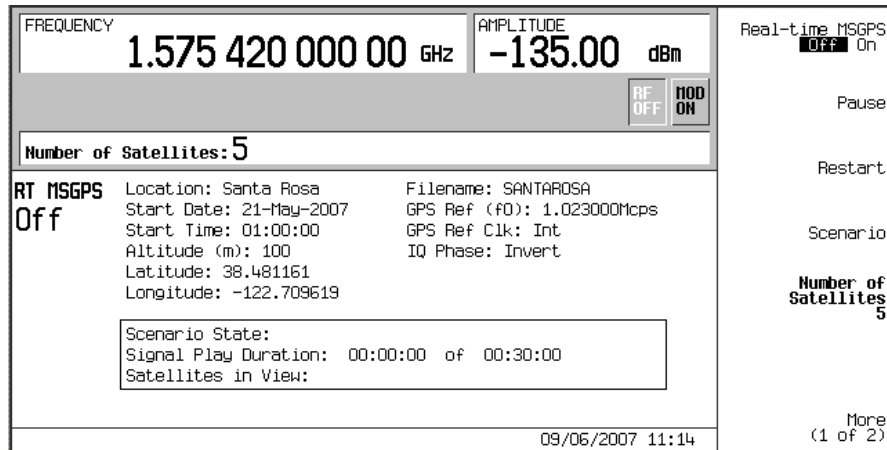 FREQUENCY
1.575 420 000 00 GHz
AMPLITUDE
-135.00 dBm
RF OFF
MOD ON
Number of Satellites: 5
RT MSGPS
Off
Location: Santa Rosa
Start Date: 21-May-2007
Start Time: 01:00:00
Altitude (m): 100
Latitude: 38.481161
Longitude: -122.709619
Filename: SANTAROSA
GPS Ref (f0): 1.023000Mcps
GPS Ref Clk: Int
IQ Phase: Invert
Scenario State:
Signal Play Duration: 00:00:00 of 00:30:00
Satellites in View:
09/06/2007 11:14
Real-time MSGPS
Off On
Pause
Restart
Scenario
Number of
Satellites
5
More
(1 of 2)